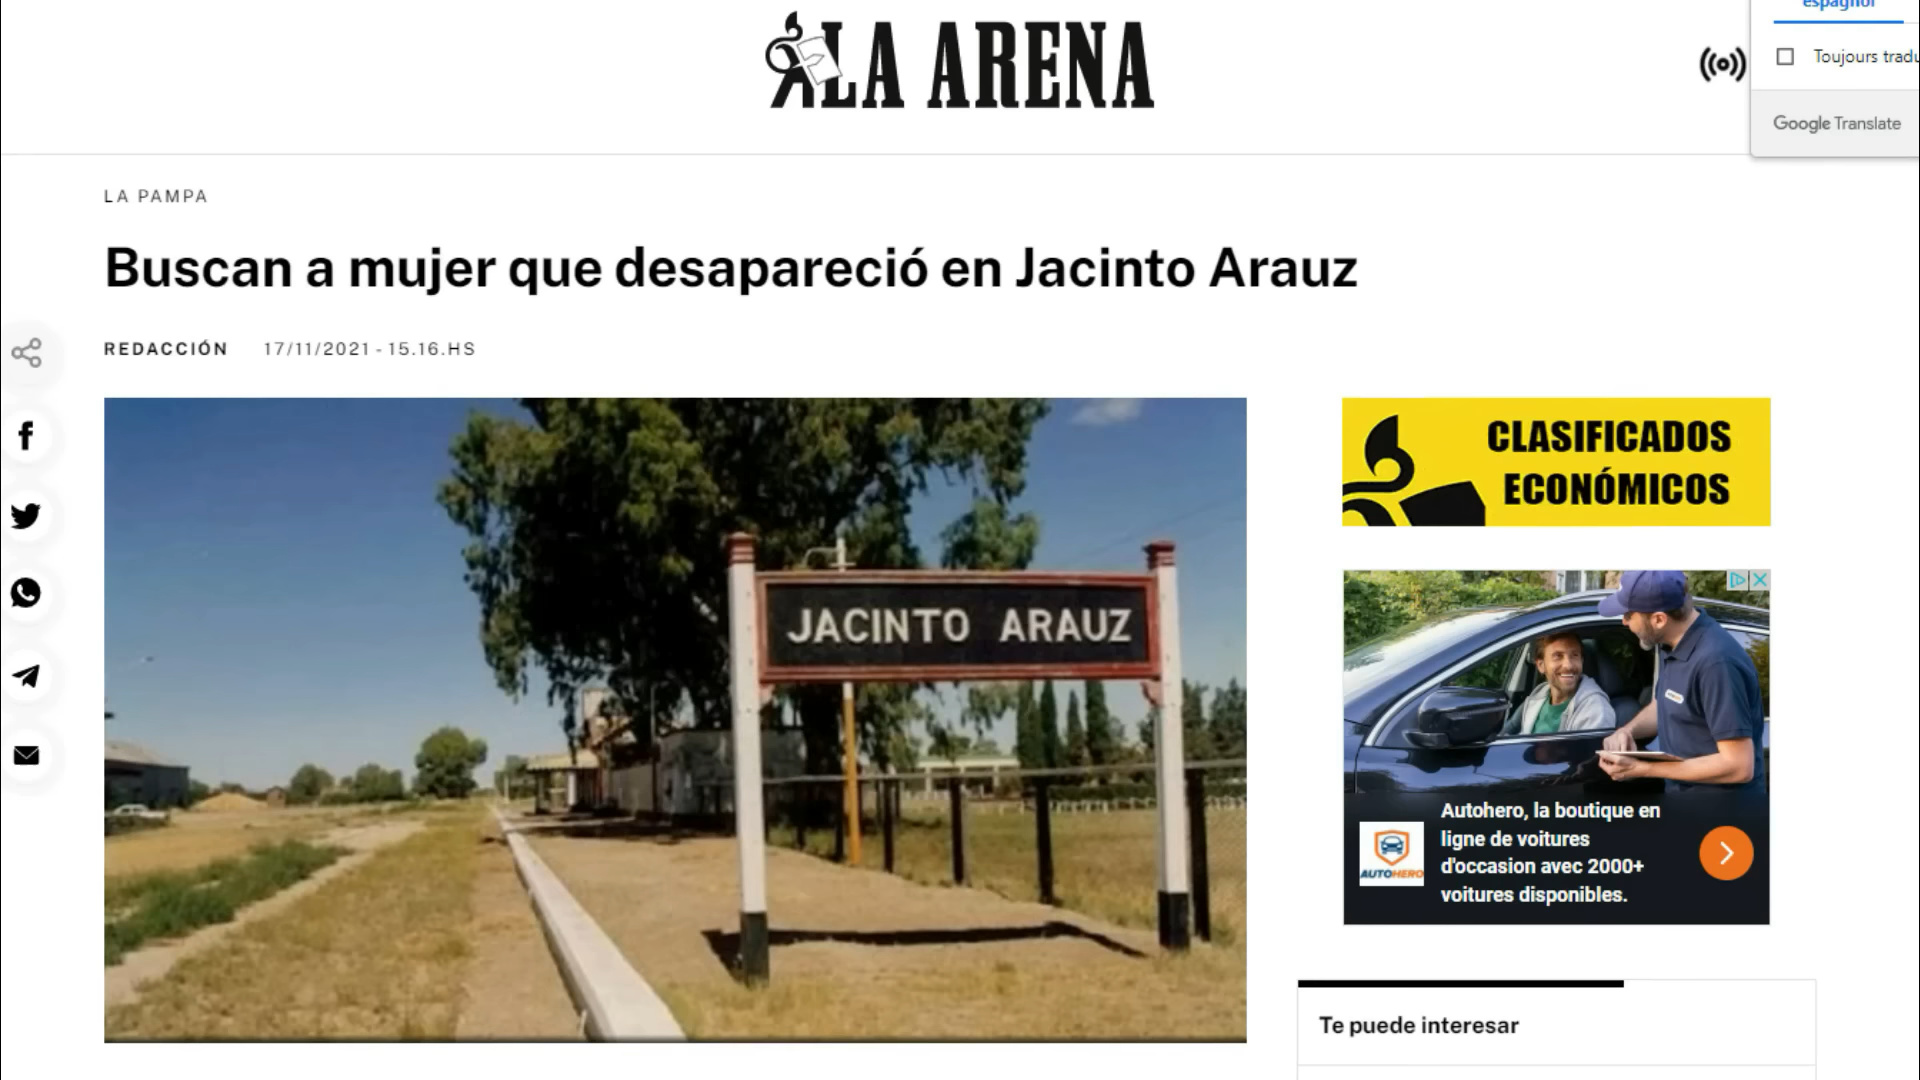 LA ARENA
espagnol
Toujours tradu
Google Translate
LA PAMPA
Buscan a mujer que desapareció en Jacinto Arauz
REDACCIÓN 17/11/2021 - 15.16.HS
JACINTO ARAUZ
CLASIFICADOS
ECONÓMICOS
Autohero, la boutique en
ligne de voitures
d'occasion avec 2000+
voitures disponibles.
AUTOHERO
Te puede interesar